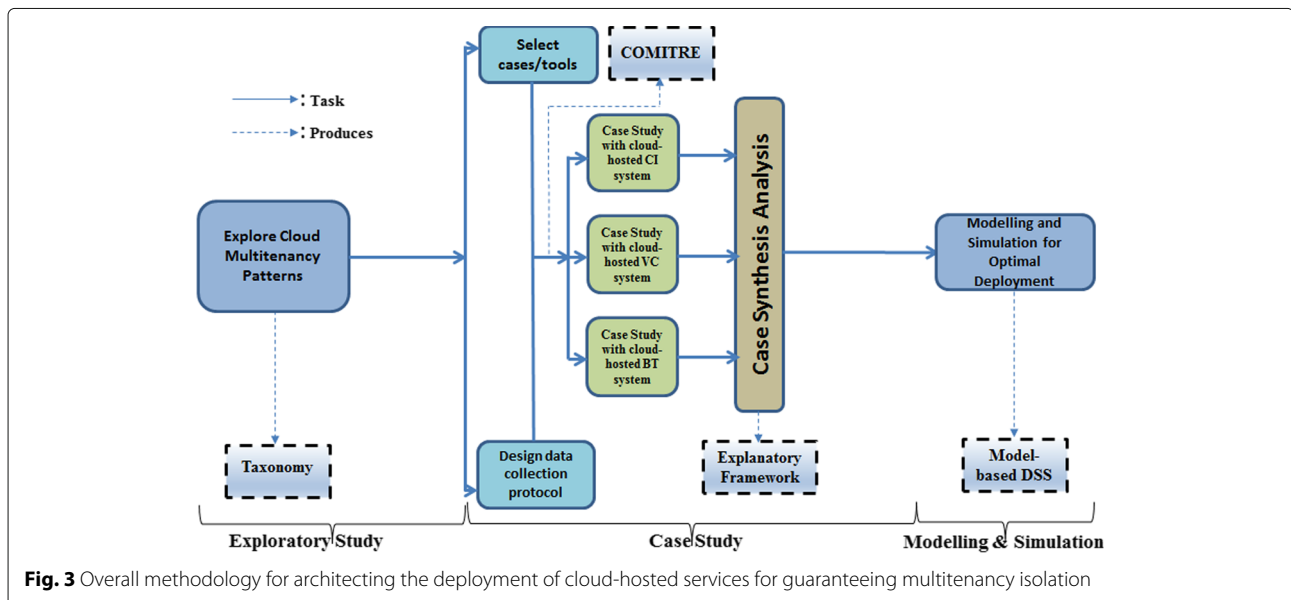 Select
cases/tools
COMITRE
: Task
: Produces
Explore Cloud
Multitenancy
Patterns
Case Study
with cloud-
hosted CI
system
Case Study
with cloud-
hosted VC
system
Case Study
with cloud-
hosted BT
system
Case Synthesis Analysis
Modelling and
Simulation for
Optimal
Deployment
Taxonomy
Design data
collection
protocol
Explanatory
Framework
Model-
based DSS
Exploratory Study
Case Study
Modelling & Simulation
Fig. 3 Overall methodology for architecting the deployment of cloud-hosted services for guaranteeing multitenancy isolation